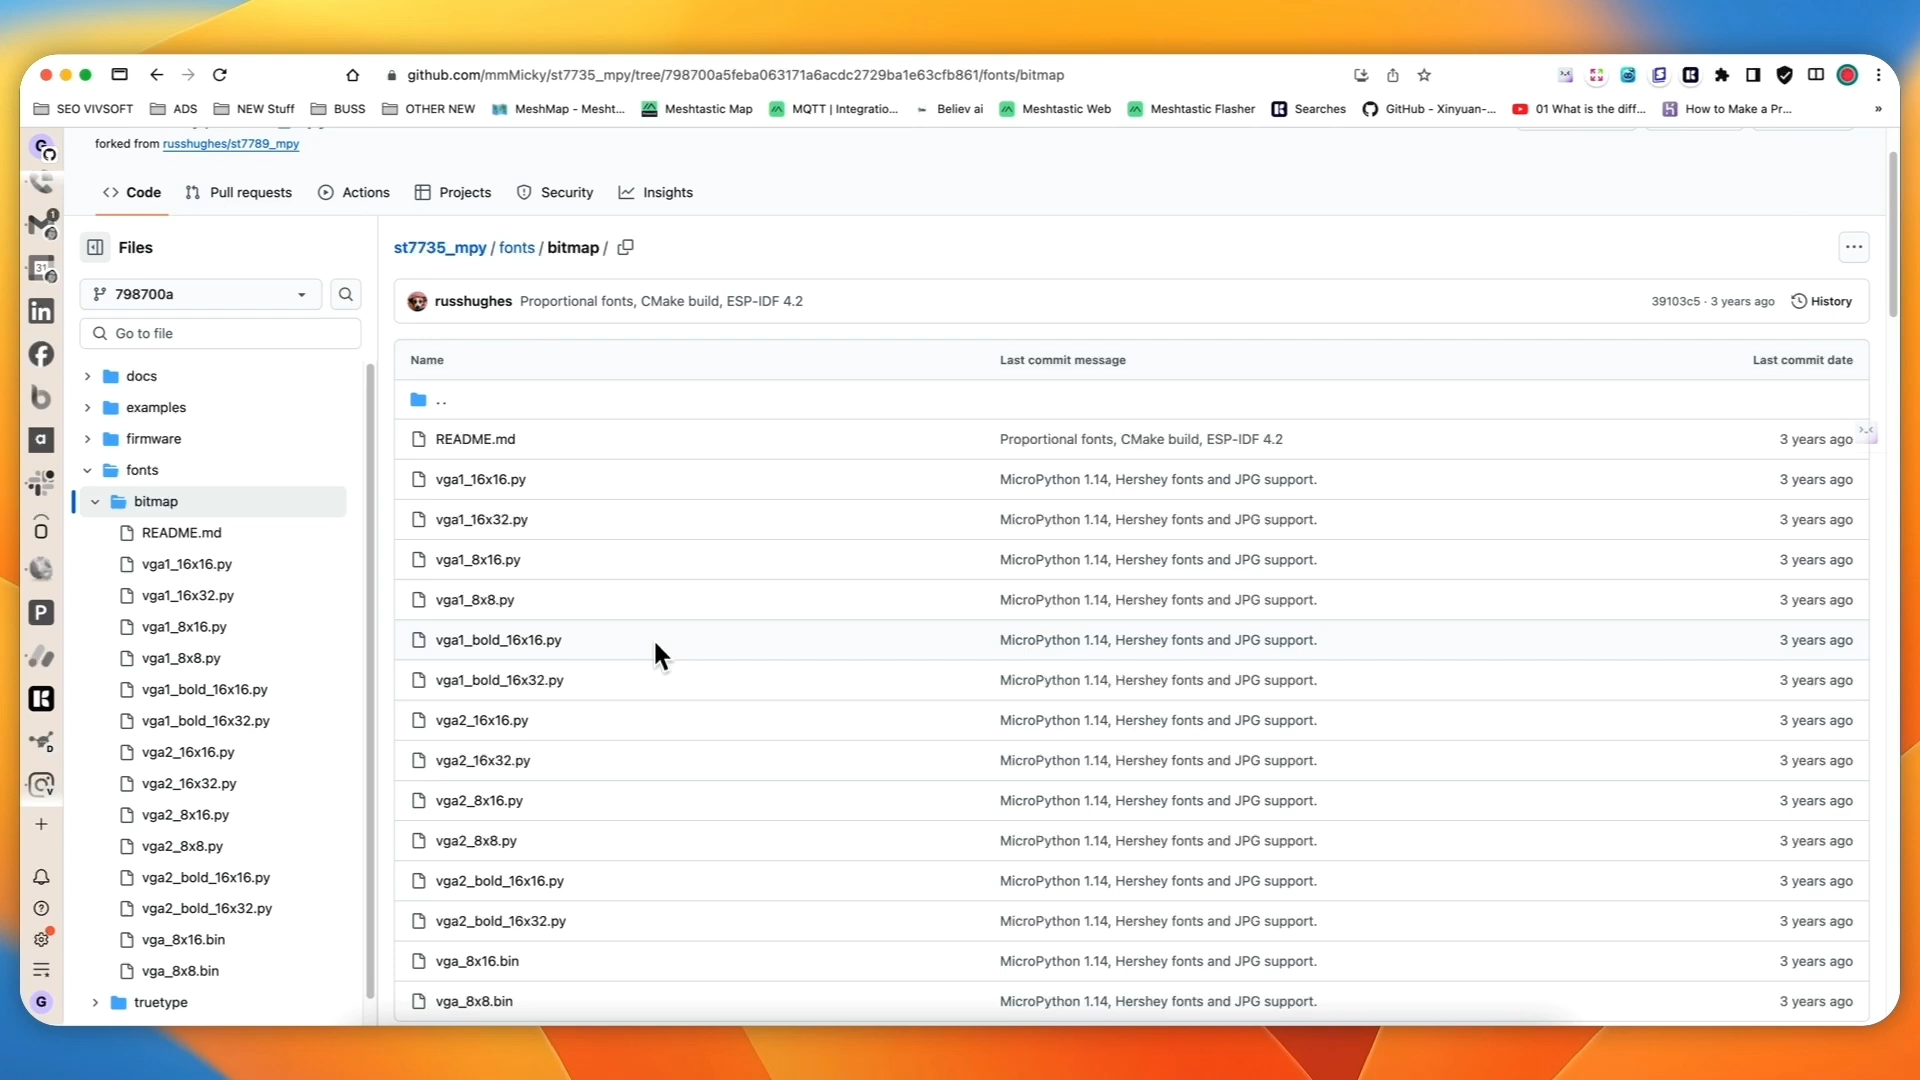 github.com/mmMicky/st7735_mpy/tree/798700a5feba063171a6acdc2729ba1e63cfb861/fonts/bitmap
SEO VIVSOFT ADS NEW Stuff BUSS OTHER NEW MeshMap - Mesht... Meshtastic Map MQTT | Integratio... Believ ai Meshtastic Web Meshtastic Flasher Searches GitHub - Xinyuan-... 01 What is the diff... How to Make a Pr... »
forked from russhughes/st7789_mpy
Code Pull requests Actions Projects Security Insights
Files
798700a
Go to file
docs
examples
firmware
fonts
bitmap
README.md
vga1_16x16.py
vga1_16x32.py
vga1_8x16.py
vga1_8x8.py
vga1_bold_16x16.py
vga1_bold_16x32.py
vga2_16x16.py
vga2_16x32.py
vga2_8x16.py
vga2_8x8.py
vga2_bold_16x16.py
vga2_bold_16x32.py
vga_8x16.bin
vga_8x8.bin
truetype
st7735_mpy / fonts / bitmap /
russhughes Proportional fonts, CMake build, ESP-IDF 4.2 39103c5 · 3 years ago History
Name Last commit message Last commit date
..
README.md Proportional fonts, CMake build, ESP-IDF 4.2 3 years ago
vga1_16x16.py MicroPython 1.14, Hershey fonts and JPG support. 3 years ago
vga1_16x32.py MicroPython 1.14, Hershey fonts and JPG support. 3 years ago
vga1_8x16.py MicroPython 1.14, Hershey fonts and JPG support. 3 years ago
vga1_8x8.py MicroPython 1.14, Hershey fonts and JPG support. 3 years ago
vga1_bold_16x16.py MicroPython 1.14, Hershey fonts and JPG support. 3 years ago
vga1_bold_16x32.py MicroPython 1.14, Hershey fonts and JPG support. 3 years ago
vga2_16x16.py MicroPython 1.14, Hershey fonts and JPG support. 3 years ago
vga2_16x32.py MicroPython 1.14, Hershey fonts and JPG support. 3 years ago
vga2_8x16.py MicroPython 1.14, Hershey fonts and JPG support. 3 years ago
vga2_8x8.py MicroPython 1.14, Hershey fonts and JPG support. 3 years ago
vga2_bold_16x16.py MicroPython 1.14, Hershey fonts and JPG support. 3 years ago
vga2_bold_16x32.py MicroPython 1.14, Hershey fonts and JPG support. 3 years ago
vga_8x16.bin MicroPython 1.14, Hershey fonts and JPG support. 3 years ago
vga_8x8.bin MicroPython 1.14, Hershey fonts and JPG support. 3 years ago